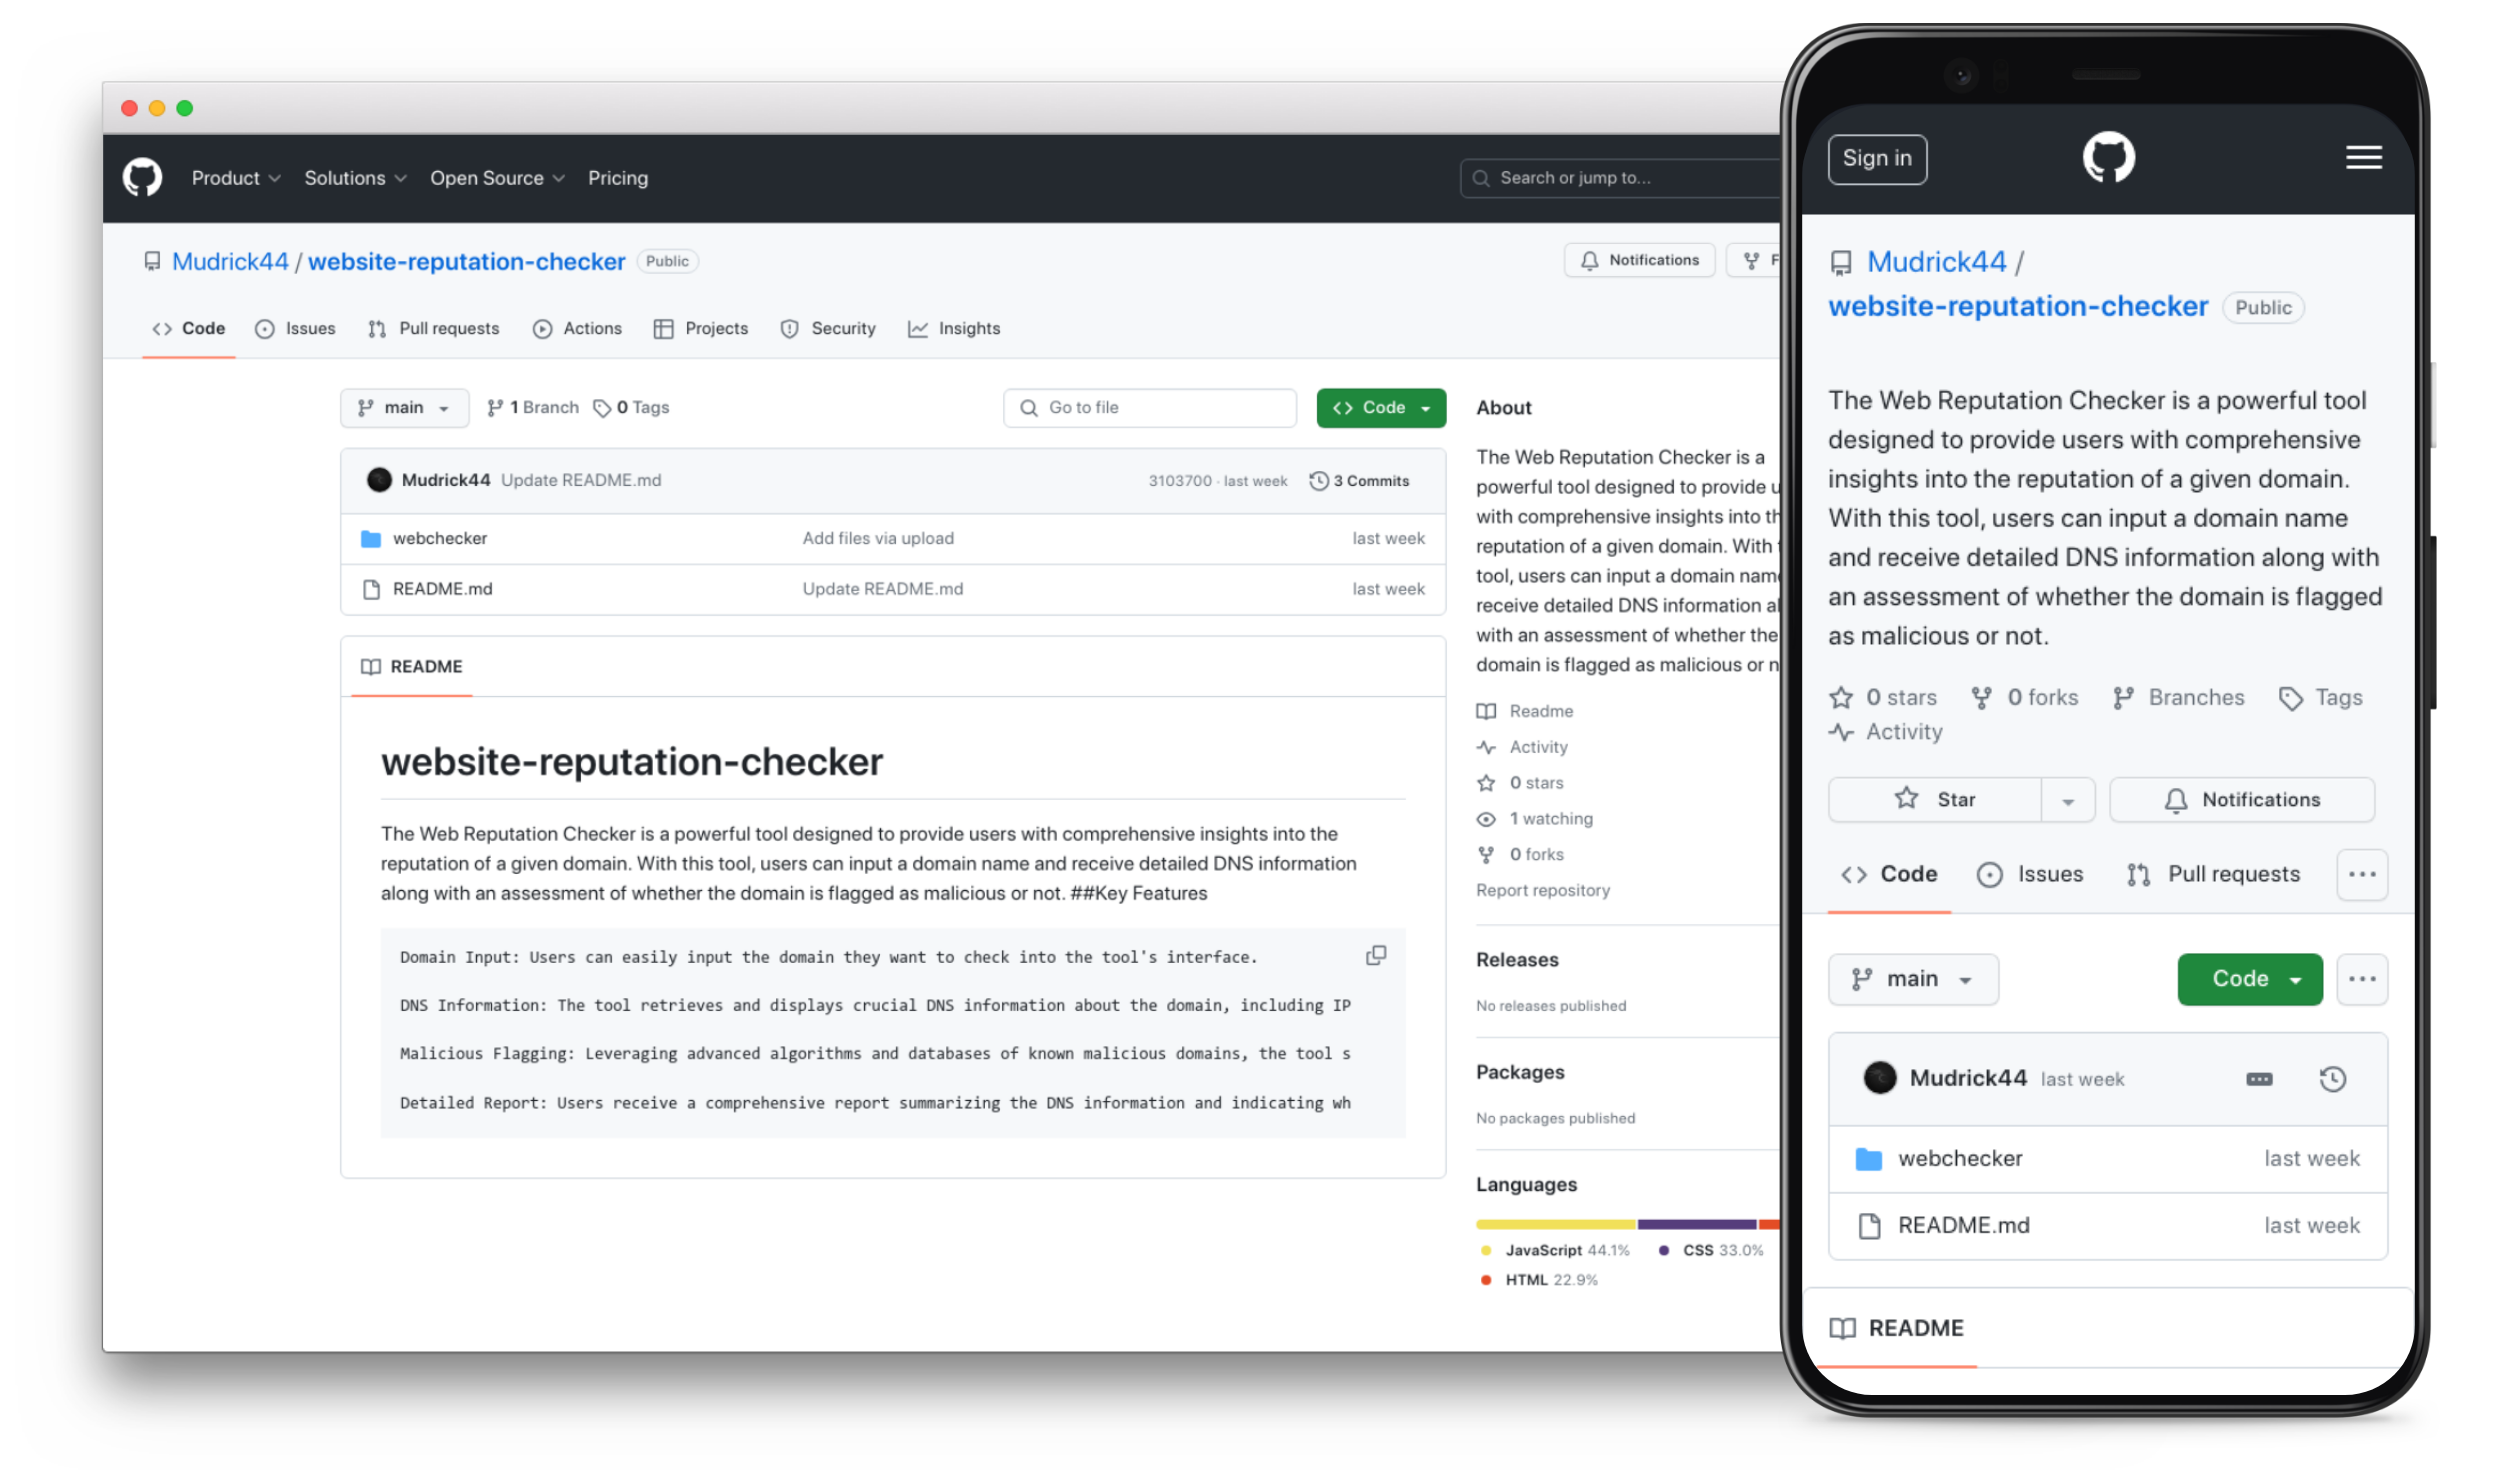 Product Solutions Open Source Pricing
Search or jump to...
Mudrick44 / website-reputation-checker Public
Notifications
F
Code Issues Pull requests Actions Projects Security Insights
main 1 Branch 0 Tags
Go to file
Code
Mudrick44 Update README.md
3103700 · last week 3 Commits
webchecker Add files via upload last week
README.md Update README.md last week
README
website-reputation-checker
The Web Reputation Checker is a powerful tool designed to provide users with comprehensive insights into the
reputation of a given domain. With this tool, users can input a domain name and receive detailed DNS information
along with an assessment of whether the domain is flagged as malicious or not. ##Key Features
Domain Input: Users can easily input the domain they want to check into the tool's interface.
DNS Information: The tool retrieves and displays crucial DNS information about the domain, including IP
Malicious Flagging: Leveraging advanced algorithms and databases of known malicious domains, the tool s
Detailed Report: Users receive a comprehensive report summarizing the DNS information and indicating wh
About
The Web Reputation Checker is a
powerful tool designed to provide u
with comprehensive insights into th
reputation of a given domain. With
tool, users can input a domain name
receive detailed DNS information al
with an assessment of whether the
domain is flagged as malicious or n
Readme
Activity
0 stars
1 watching
0 forks
Report repository
Releases
No releases published
Packages
No packages published
Languages
JavaScript 44.1% CSS 33.0%
HTML 22.9%
Sign in
Mudrick44 /
website-reputation-checker Public
The Web Reputation Checker is a powerful tool
designed to provide users with comprehensive
insights into the reputation of a given domain.
With this tool, users can input a domain name
and receive detailed DNS information along with
an assessment of whether the domain is flagged
as malicious or not.
0 stars 0 forks Branches Tags
Activity
Star Notifications
Code Issues Pull requests ...
main Code ...
Mudrick44 last week
webchecker last week
README.md last week
README